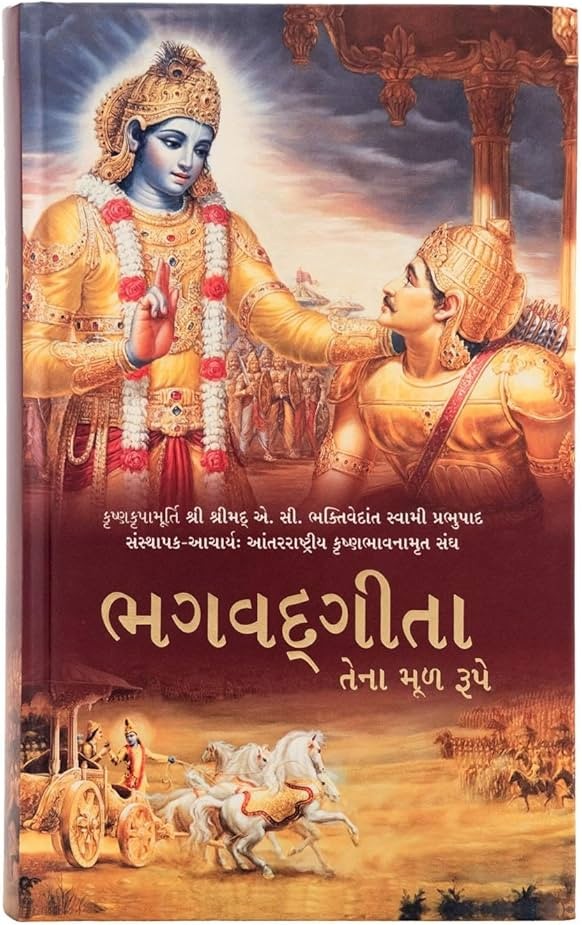 કૃષ્ણકૃપામૂર્તિ શ્રી શ્રીમદ્ એ. સી. ભક્તિવેદાંત સ્વામી પ્રભુપાદ
સંસ્થાપક-આચાર્યઃ આંતરરાષ્ટ્રીય કૃષ્ણભાવનામૃત સંઘ
ભગવદ્ગીતા
તેના મૂળ રૂપે